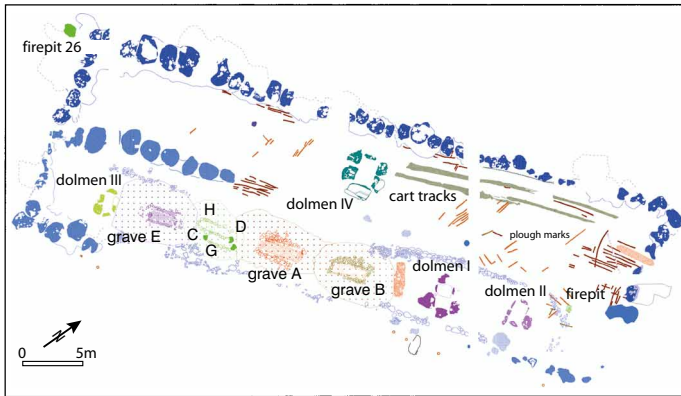 firepit 26
dolmen III
H
dolmen IV
cart tracks
C
D
plough marks
grave E
G
grave A
dolmen I
grave B
dolmen II
firepit
0
5m